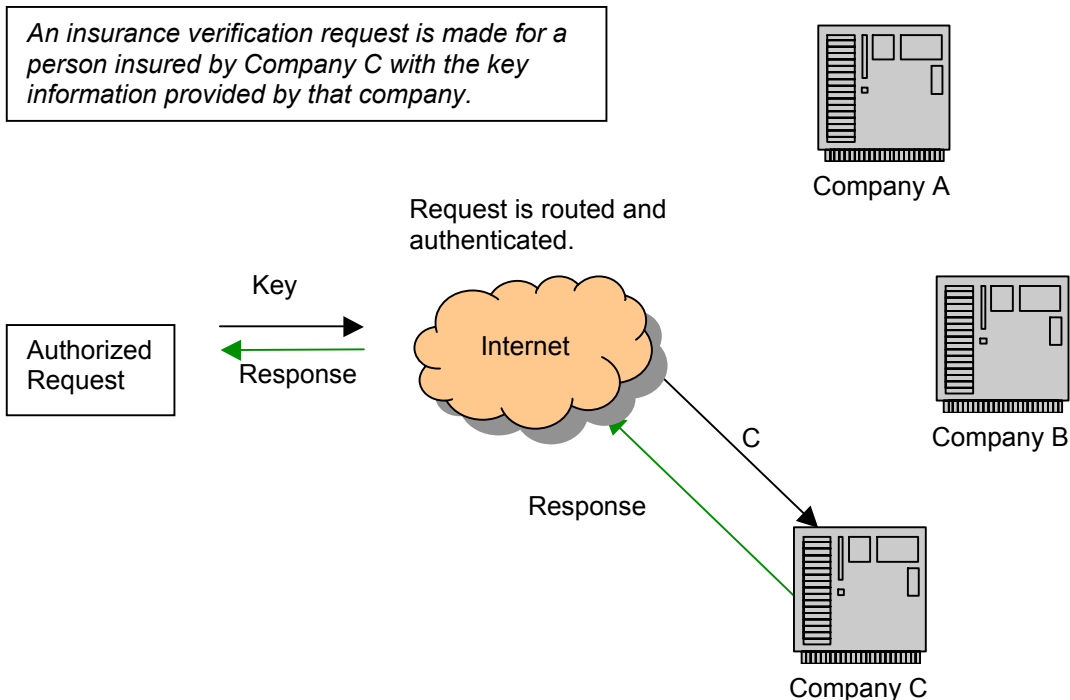 An insurance verification request is made for a
person insured by Company C with the key
information provided by that company.
Company A
Request is routed and
authenticated.
Key
Authorized
Request
Response
Internet
Company B
C
Response
Company C